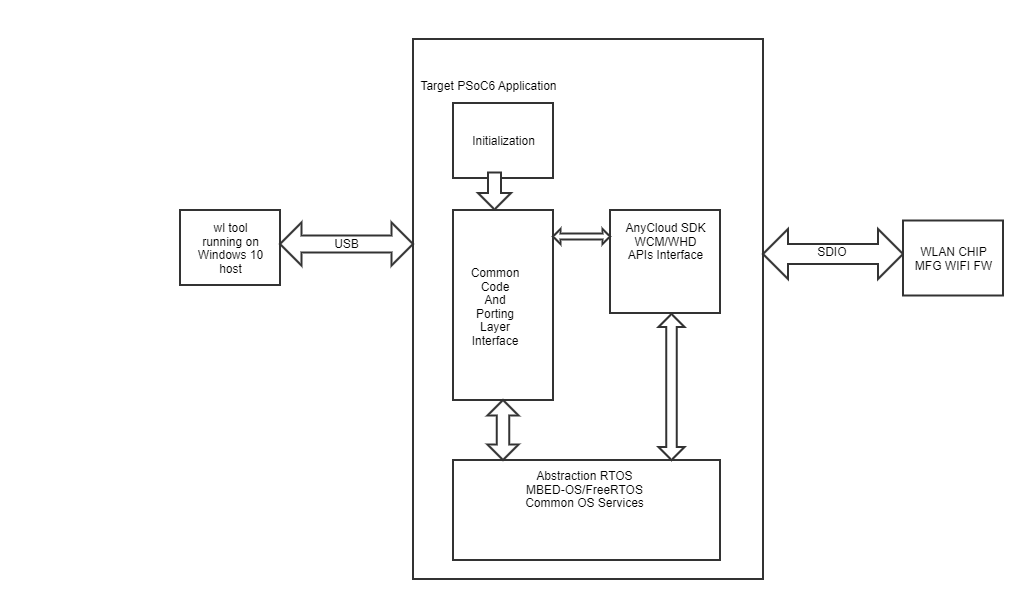 Target PSoC6 Application
Initialization
wl tool
running on
Windows 10
host
USB
Common
Code
And
Porting
Layer
Interface
AnyCloud SDK
WCM/WHD
APIs Interface
SDIO
WLAN CHIP
MFG WIFI FW
Abstraction RTOS
MBED-OS/FreeRTOS
Common OS Services